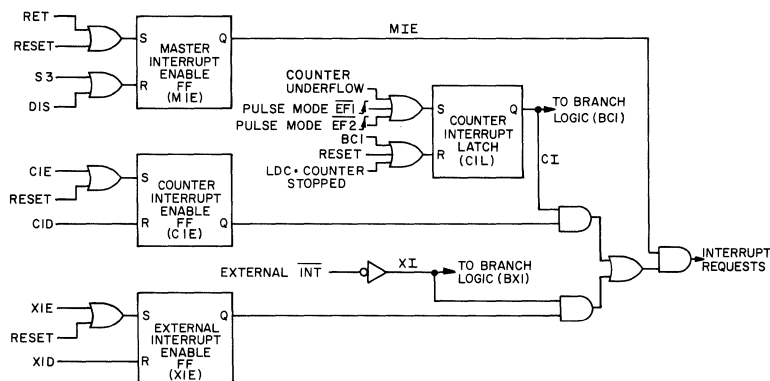 RET
RESET
S3
DIS
S
R
Q
MASTER
INTERRUPT
ENABLE
FF
(MIE)
MIE
COUNTER
UNDERFLOW
PULSE MODE EF1
PULSE MODE EF2
BCI
RESET
LDC • COUNTER
STOPPED
S
R
Q
COUNTER
INTERRUPT
LATCH
(CIL)
TO BRANCH
LOGIC (BCI)
CI
CIE
RESET
CID
S
R
Q
COUNTER
INTERRUPT
ENABLE
FF
(CIE)
EXTERNAL INT
XI
TO BRANCH
LOGIC (BXI)
INTERRUPT
REQUESTS
XIE
RESET
XID
S
R
Q
EXTERNAL
INTERRUPT
ENABLE
FF
(XIE)